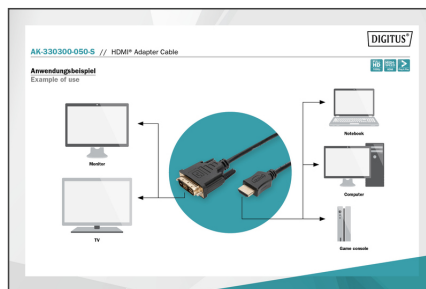 DIGITUS®
AK-330300-050-S // HDMI® Adapter Cable
Anwendungsbeispiel
Example of use
Monitor
TV
Notebook
Computer
Game console